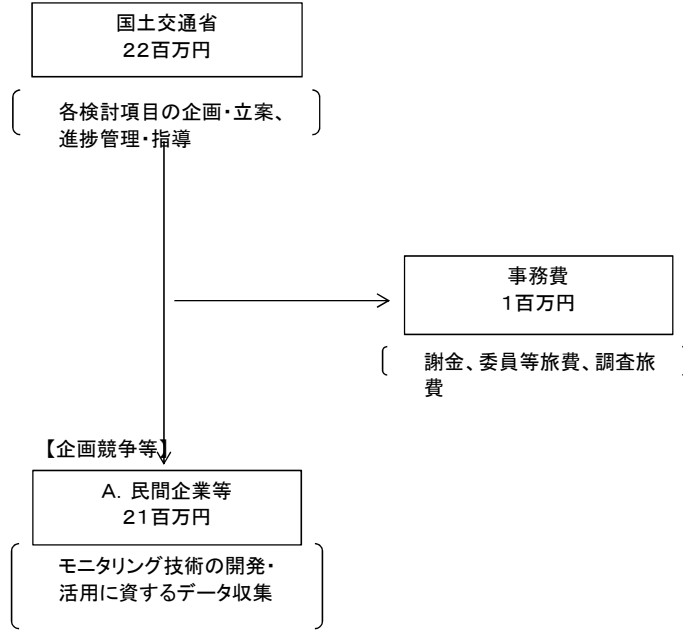 国土交通省
22百万円
各検討項目の企画・立案、
進捗管理・指導
事務費
1百万円
謝金、委員等旅費、調査旅
費
【企画競争等】
A. 民間企業等
21百万円
モニタリング技術の開発・
活用に資するデータ収集